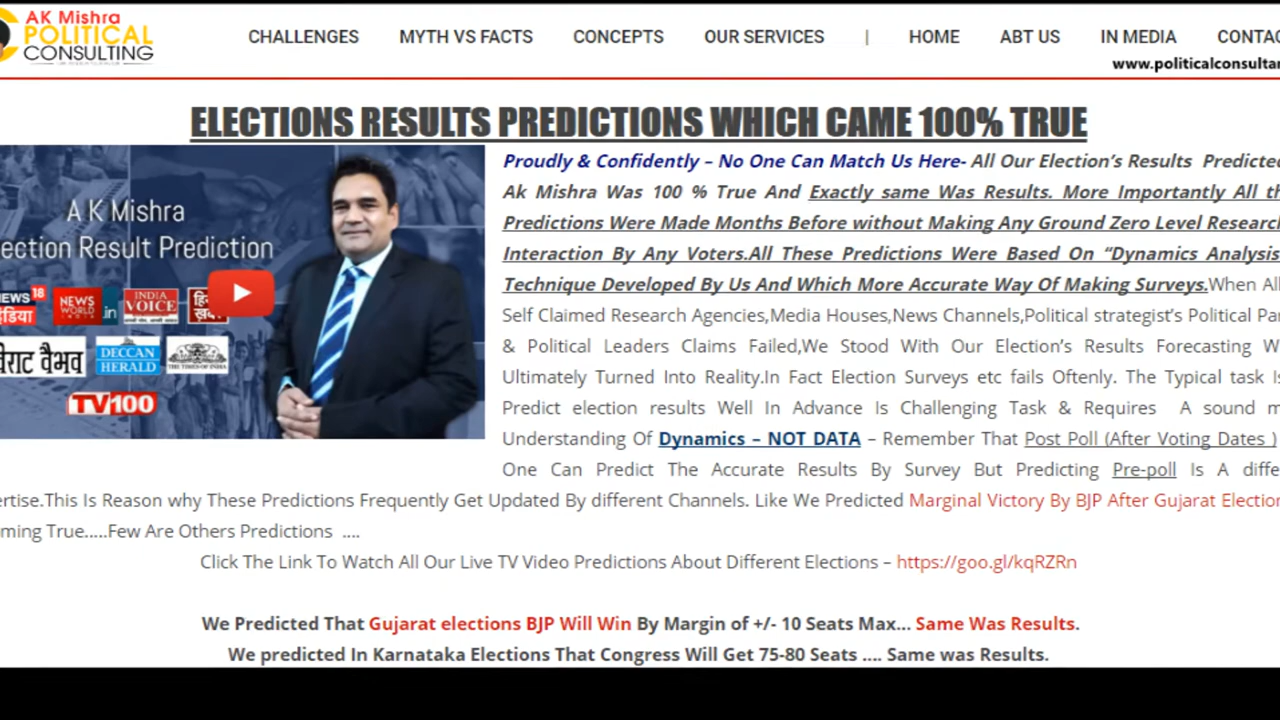 AK Mishra
POLITICAL
CONSULTING
CHALLENGES MYTH VS FACTS CONCEPTS OUR SERVICES | HOME ABT US IN MEDIA CONTAC
www.politicalconsultan
ELECTIONS RESULTS PREDICTIONS WHICH CAME 100% TRUE
A K Mishra
ection Result Prediction
NEWS 18
इंडिया
NEWS WORLD INDIA .in
INDIA VOICE
विराट वैभव
DECCAN HERALD
THE TIMES OF INDIA
TV100
Proudly & Confidently – No One Can Match Us Here- All Our Election’s Results Predicted
Ak Mishra Was 100 % True And Exactly same Was Results. More Importantly All th
Predictions Were Made Months Before without Making Any Ground Zero Level Research
Interaction By Any Voters.All These Predictions Were Based On “Dynamics Analysis
Technique Developed By Us And Which More Accurate Way Of Making Surveys.When All
Self Claimed Research Agencies,Media Houses,News Channels,Political strategist’s Political Par
& Political Leaders Claims Failed,We Stood With Our Election’s Results Forecasting W
Ultimately Turned Into Reality.In Fact Election Surveys etc fails Oftenly. The Typical task Is
Predict election results Well In Advance Is Challenging Task & Requires A sound m
Understanding Of Dynamics – NOT DATA – Remember That Post Poll (After Voting Dates )
One Can Predict The Accurate Results By Survey But Predicting Pre-poll Is A diffe
ertise.This Is Reason why These Predictions Frequently Get Updated By different Channels. Like We Predicted Marginal Victory By BJP After Gujarat Election
ming True.....Few Are Others Predictions ....
Click The Link To Watch All Our Live TV Video Predictions About Different Elections – https://goo.gl/kqRZRn
We Predicted That Gujarat elections BJP Will Win By Margin of +/- 10 Seats Max... Same Was Results.
We predicted In Karnataka Elections That Congress Will Get 75-80 Seats .... Same was Results.